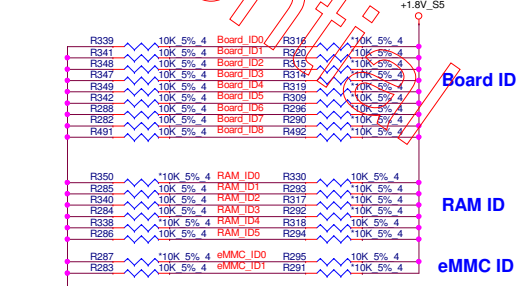 +1.8V_S5
R339 10K_5%_4 Board_ID0 R316 *10K_5%_4
R341 10K_5%_4 Board_ID1 R320 *10K_5%_4
R348 10K_5%_4 Board_ID2 R315 *10K_5%_4
R347 10K_5%_4 Board_ID3 R314 *10K_5%_4
R349 10K_5%_4 Board_ID4 R319 *10K_5%_4
R342 10K_5%_4 Board_ID5 R309 *10K_5%_4
R288 10K_5%_4 Board_ID6 R296 *10K_5%_4
R282 10K_5%_4 Board_ID7 R290 *10K_5%_4
R491 10K_5%_4 Board_ID8 R492 *10K_5%_4
Board ID
R350 *10K_5%_4 RAM_ID0 R330 10K_5%_4
R285 10K_5%_4 RAM_ID1 R293 *10K_5%_4
R340 10K_5%_4 RAM_ID2 R317 *10K_5%_4
R284 10K_5%_4 RAM_ID3 R292 *10K_5%_4
R338 *10K_5%_4 RAM_ID4 R318 10K_5%_4
R286 10K_5%_4 RAM_ID5 R294 *10K_5%_4
RAM ID
R287 *10K_5%_4 eMMC_ID0 R295 10K_5%_4
R283 10K_5%_4 eMMC_ID1 R291 *10K_5%_4
eMMC ID